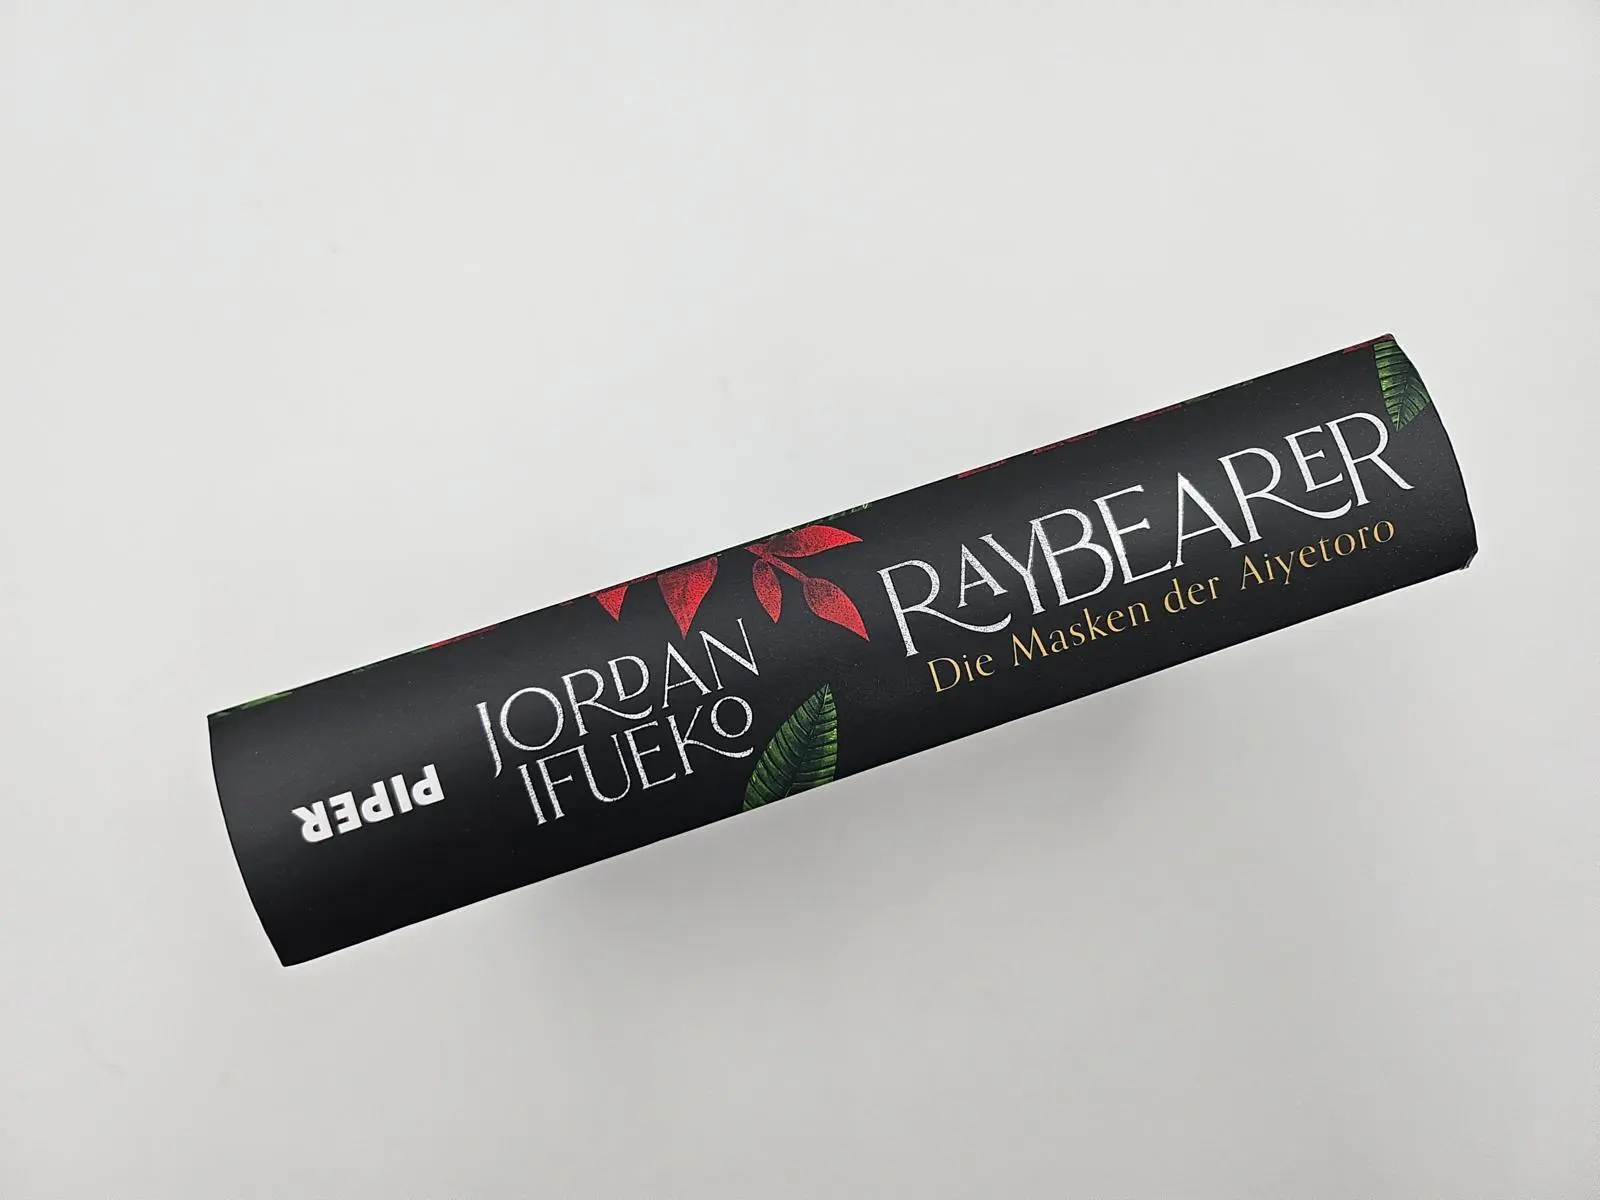 JORDAN
IFUEKO
RAYBEARER
Die Masken der Aiyetoro
PIPER